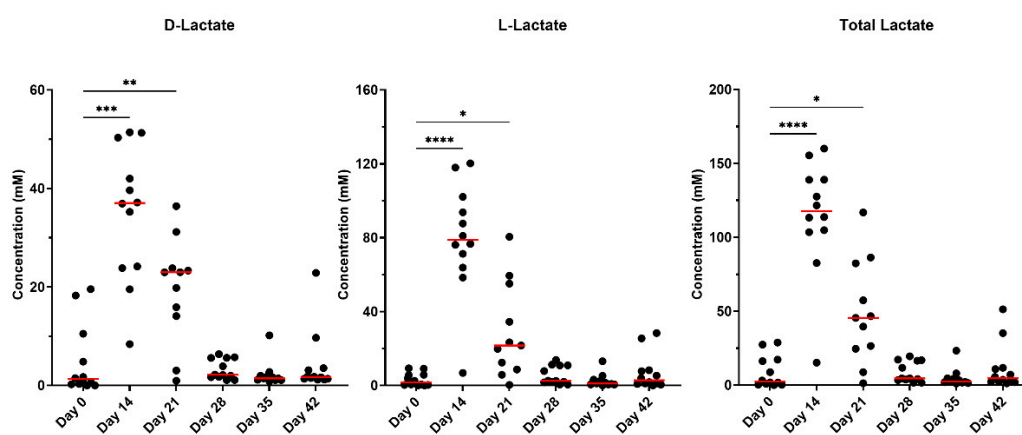 D-Lactate
Concentration (mM)
60
40
20
0
**
***
Day 0
Day 14
Day 21
Day 28
Day 35
Day 42
L-Lactate
Concentration (mM)
160
120
80
40
0
*
****
Day 0
Day 14
Day 21
Day 28
Day 35
Day 42
Total Lactate
Concentration (mM)
200
150
100
50
0
*
****
Day 0
Day 14
Day 21
Day 28
Day 35
Day 42